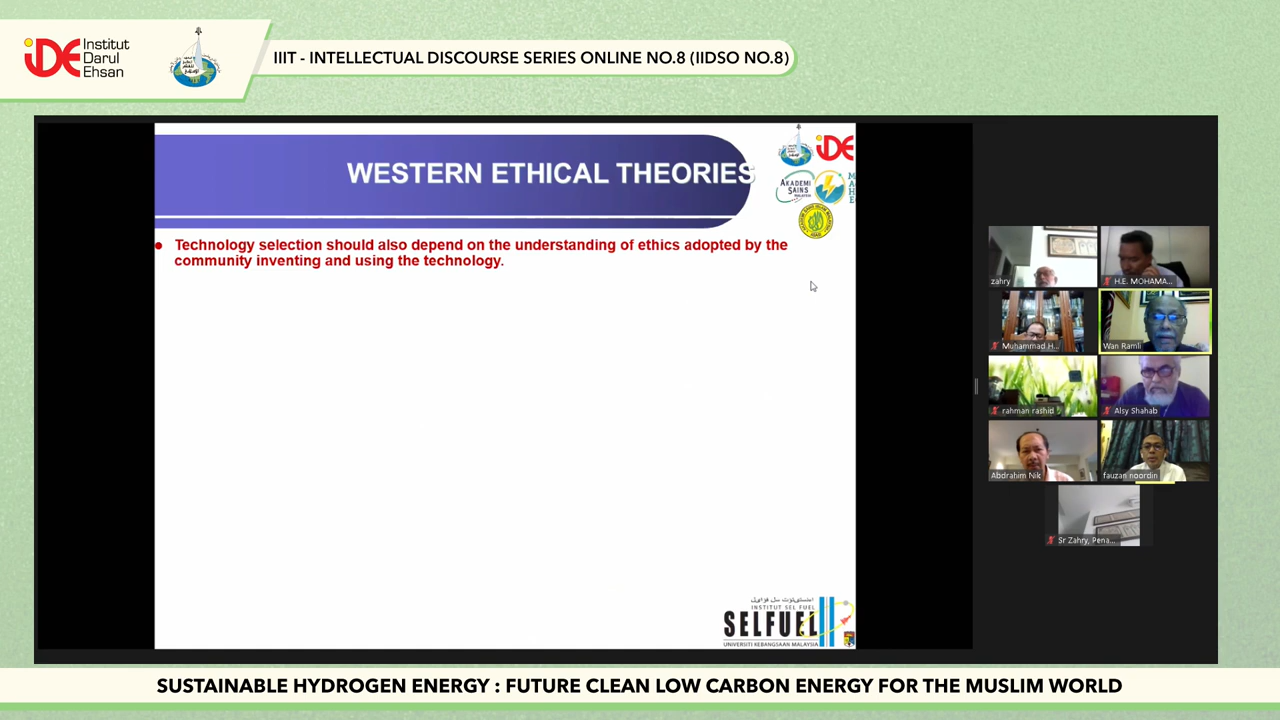 iDE Institut
Darul
Ehsan
IIIT - INTELLECTUAL DISCOURSE SERIES ONLINE NO.8 (IIDSO NO.8)
WESTERN ETHICAL THEORIES
iDE
AKADEMI
SAINS
MALAYSIA
● Technology selection should also depend on the understanding of ethics adopted by the
community inventing and using the technology.
zahry
H.E. MOHAMA...
Muhammad H...
Wan Ramli
rahman rashid
Alsy Shahab
Abdrahim Nik
fauzan noordin
Sr Zahry, Pena...
INSTITUT SEL FUEL
SELFUEL
UNIVERSITI KEBANGSAAN MALAYSIA
SUSTAINABLE HYDROGEN ENERGY : FUTURE CLEAN LOW CARBON ENERGY FOR THE MUSLIM WORLD